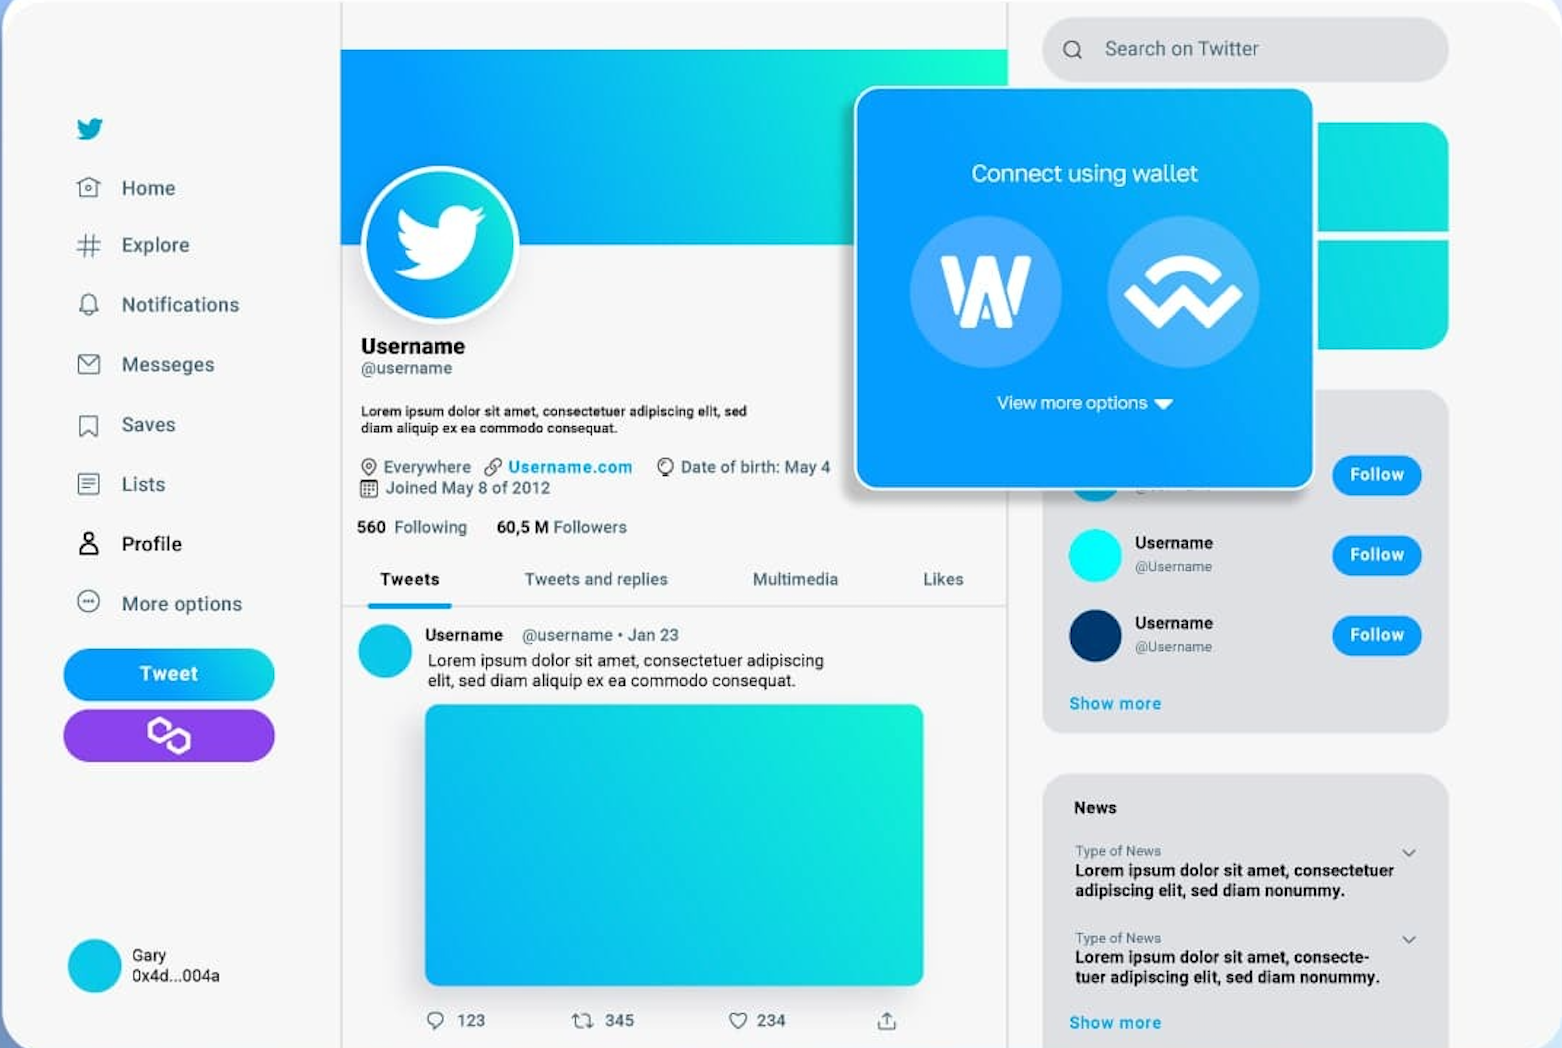 Home
Explore
Notifications
Messeges
Saves
Lists
Profile
More options
Tweet
Gary
0x4d...004a
Username
@username
Lorem ipsum dolor sit amet, consectetuer adipiscing elit, sed
diam aliquip ex ea commodo consequat.
Everywhere Username.com Date of birth: May 4
Joined May 8 of 2012
560 Following 60,5 M Followers
Tweets Tweets and replies Multimedia Likes
Username @username • Jan 23
Lorem ipsum dolor sit amet, consectetuer adipiscing
elit, sed diam aliquip ex ea commodo consequat.
123 345 234
Search on Twitter
Connect using wallet
View more options
Follow
Username
@Username
Follow
Username
@Username
Follow
Show more
News
Type of News
Lorem ipsum dolor sit amet, consectetuer
adipiscing elit, sed diam nonummy.
Type of News
Lorem ipsum dolor sit amet, consecte-
tuer adipiscing elit, sed diam nonummy.
Show more